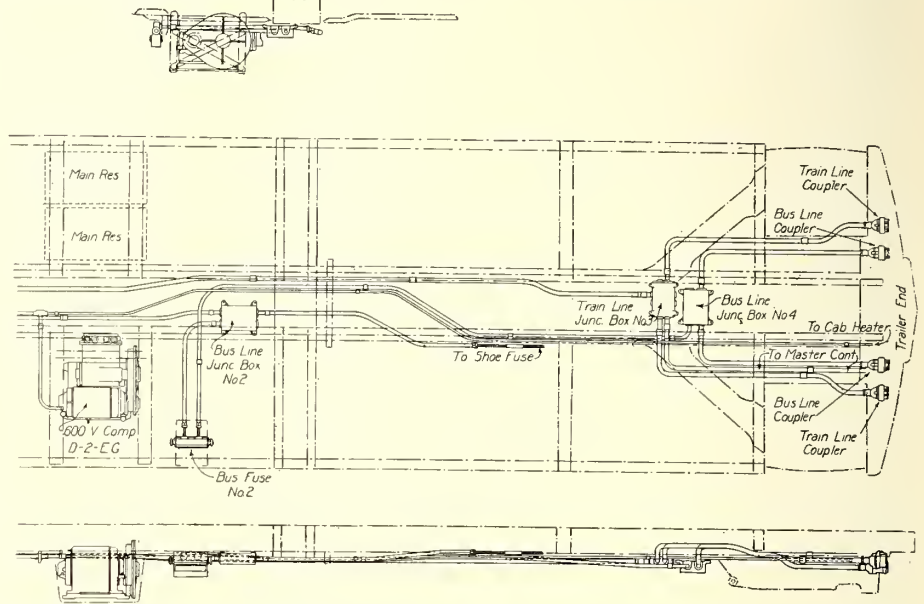 Main Res
Main Res
Train Line
Coupler
Bus Line
Coupler
Train Line
Junc. Box No3
Bus Line
Junc Box No4
To Cab Heater
Trailer End
Bus Line
Junc Box
No2
To Shoe Fuse
To Master Cont
Bus Line
Coupler
Train Line
Coupler
600 V Comp
D-2-EG
Bus Fuse
No2